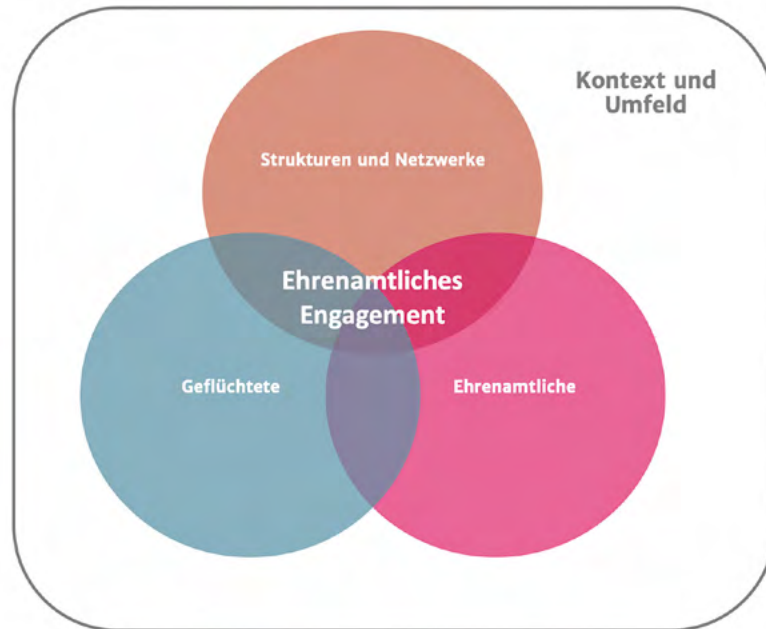 Kontext und
Umfeld
Strukturen und Netzwerke
Ehrenamtliches
Engagement
Geflüchtete
Ehrenamtliche